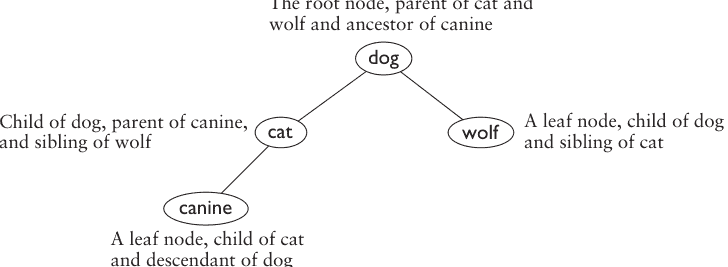 The root node, parent of cat and
wolf and ancestor of canine
dog
Child of dog, parent of canine,
and sibling of wolf
cat
wolf
A leaf node, child of dog
and sibling of cat
canine
A leaf node, child of cat
and descendant of dog